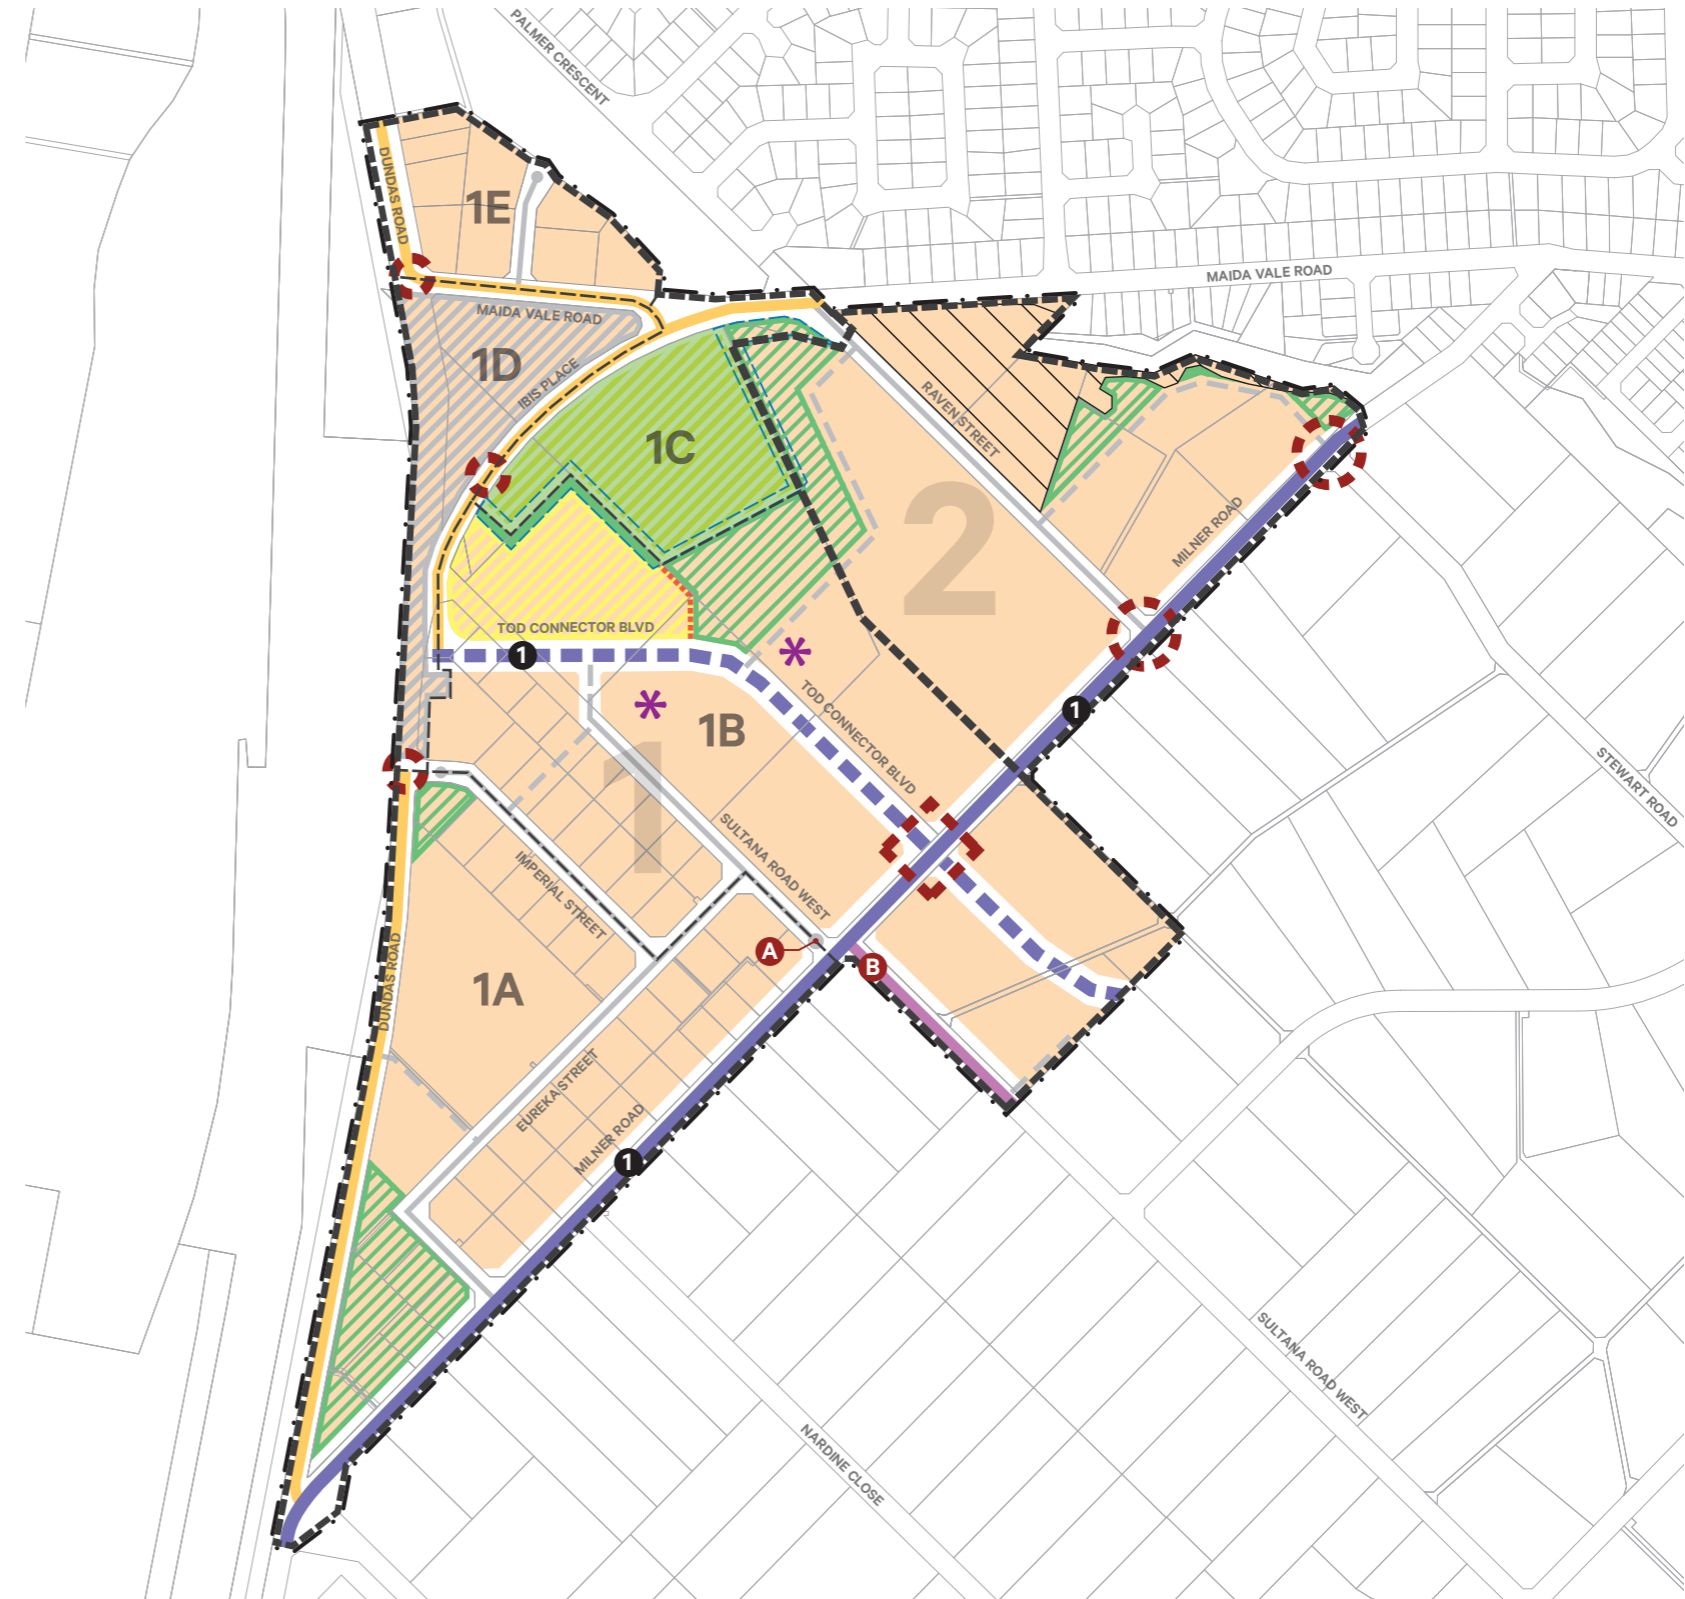 PALMER CRESCENT
DUNDAS ROAD
1E
MAIDA VALE ROAD
MAIDA VALE ROAD
1D
IBIS PLACE
RAVEN STREET
1C
2
MILNER ROAD
TOD CONNECTOR BLVD
1
*
*
1B
TOD CONNECTOR BLVD
1
STEWART ROAD
1
SULTANA ROAD WEST
IMPERIAL STREET
A
B
DUNDAS ROAD
1A
EUREKA STREET
MILNER ROAD
1
SULTANA ROAD WEST
NARDINE CLOSE